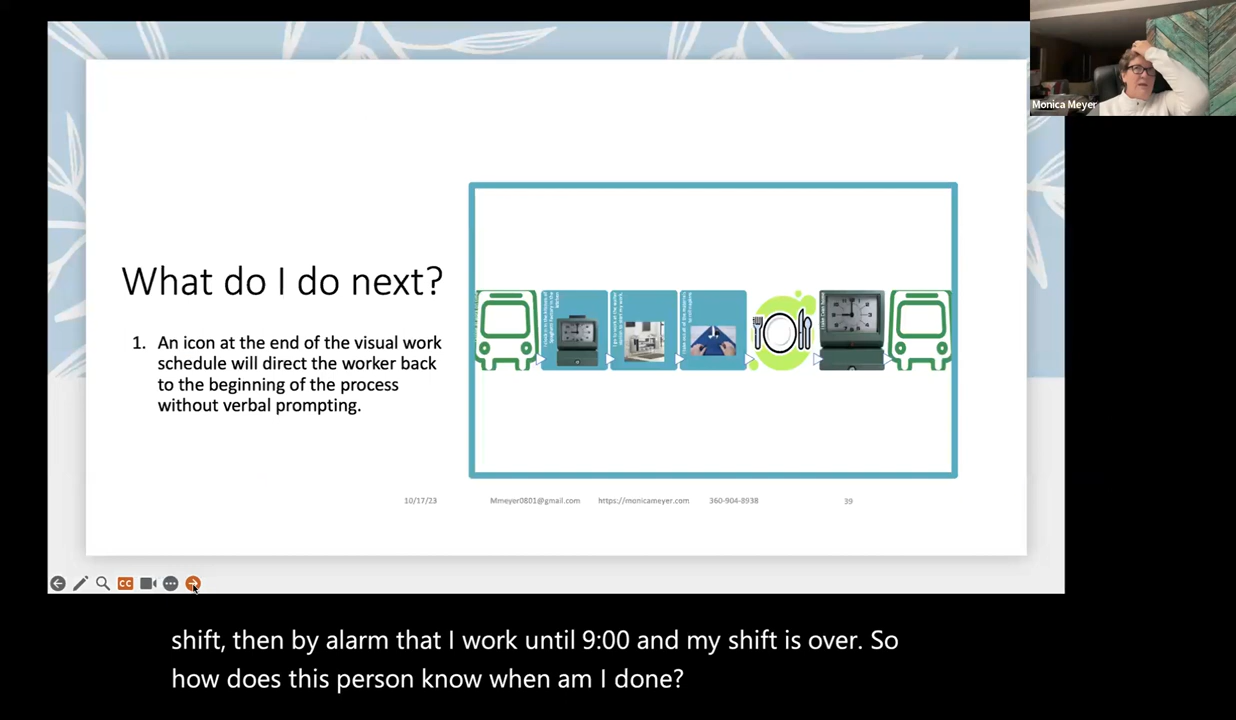 Monica Meyer
What do I do next?
1. An icon at the end of the visual work
schedule will direct the worker back
to the beginning of the process
without verbal prompting.
10/17/23 Mmeyer0801@gmail.com https://monicameyer.com 360-904-8938 39
CC
shift, then by alarm that I work until 9:00 and my shift is over. So
how does this person know when am I done?